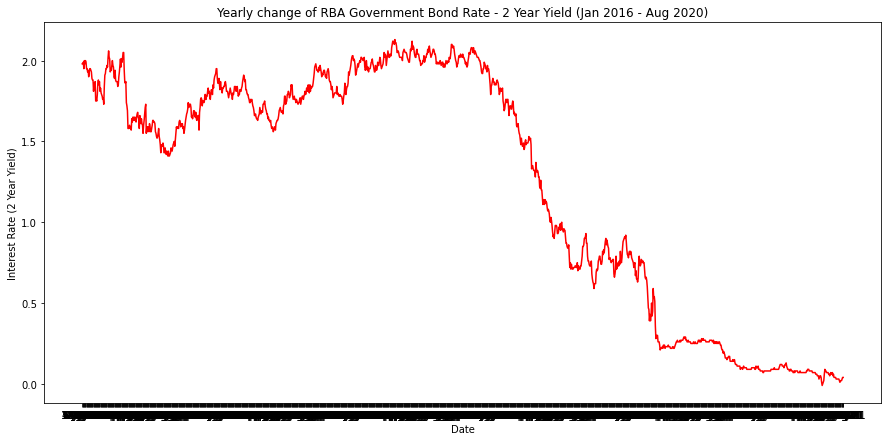 Yearly change of RBA Government Bond Rate - 2 Year Yield (Jan 2016 - Aug 2020)
2.0
1.5
1.0
0.5
0.0
Interest Rate (2 Year Yield)
Date